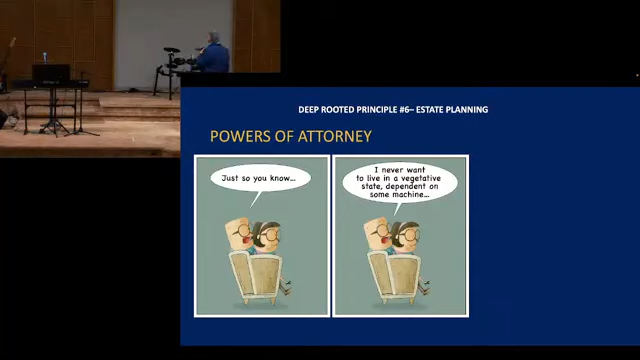 DEEP ROOTED PRINCIPLE #6– ESTATE PLANNING
POWERS OF ATTORNEY
Just so you know...
I never want
to live in a vegetative
state, dependent on
some machine...